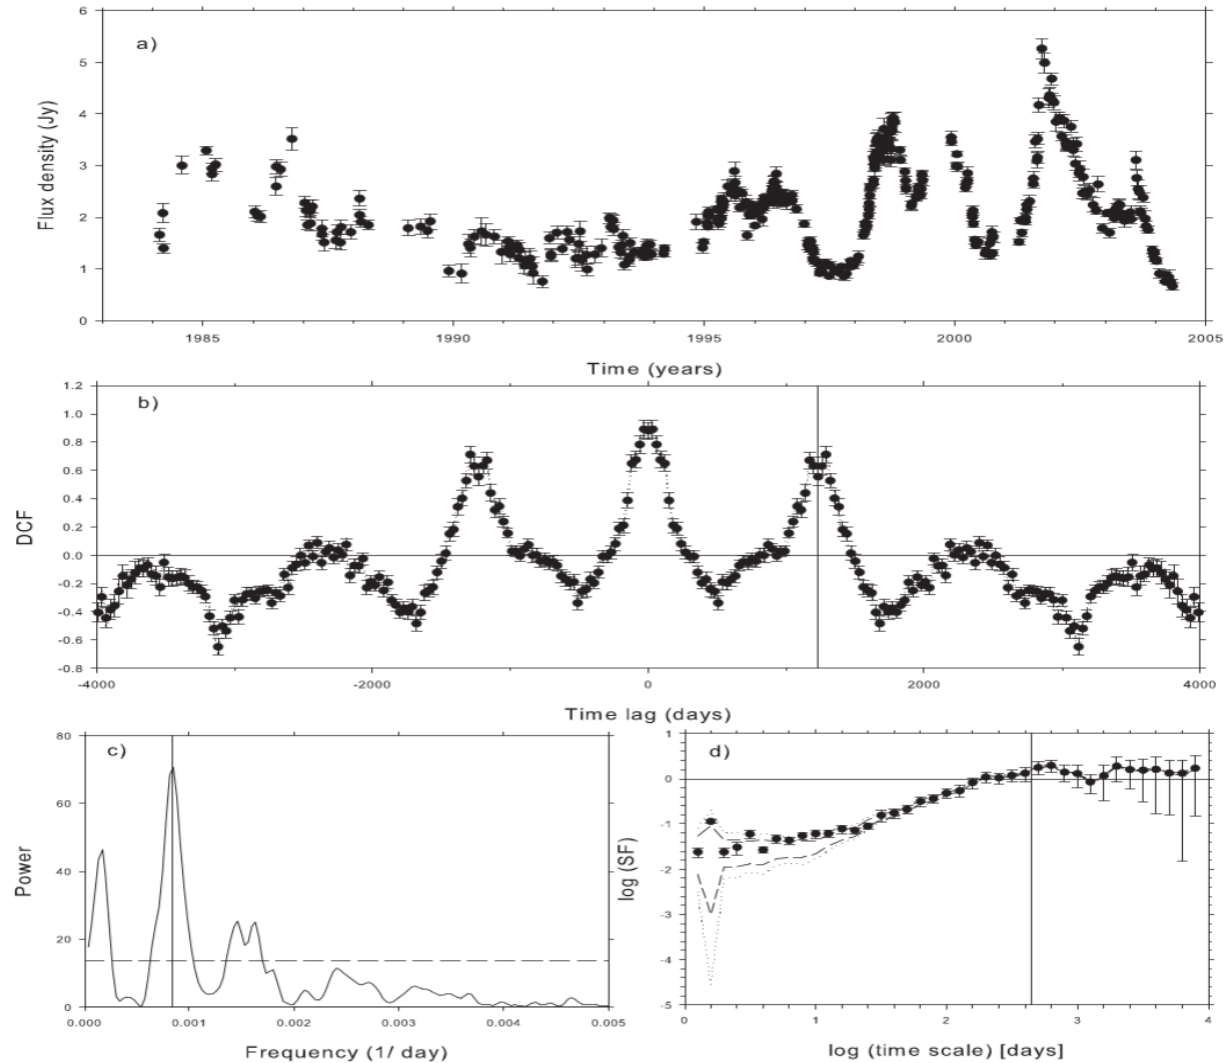 a)
6
5
4
3
2
1
0
Flux density (Jy)
1985 1990 1995 2000 2005
Time (years)
b)
1.2
1.0
0.8
0.6
0.4
0.2
0.0
-0.2
-0.4
-0.6
-0.8
DCF
-4000 -2000 0 2000 4000
Time lag (days)
c)
80
60
40
20
0
Power
0.000 0.001 0.002 0.003 0.004 0.005
Frequency (1/ day)
d)
1
0
-1
-2
-3
-4
-5
log (SF)
0 1 2 3 4
log (time scale) [days]